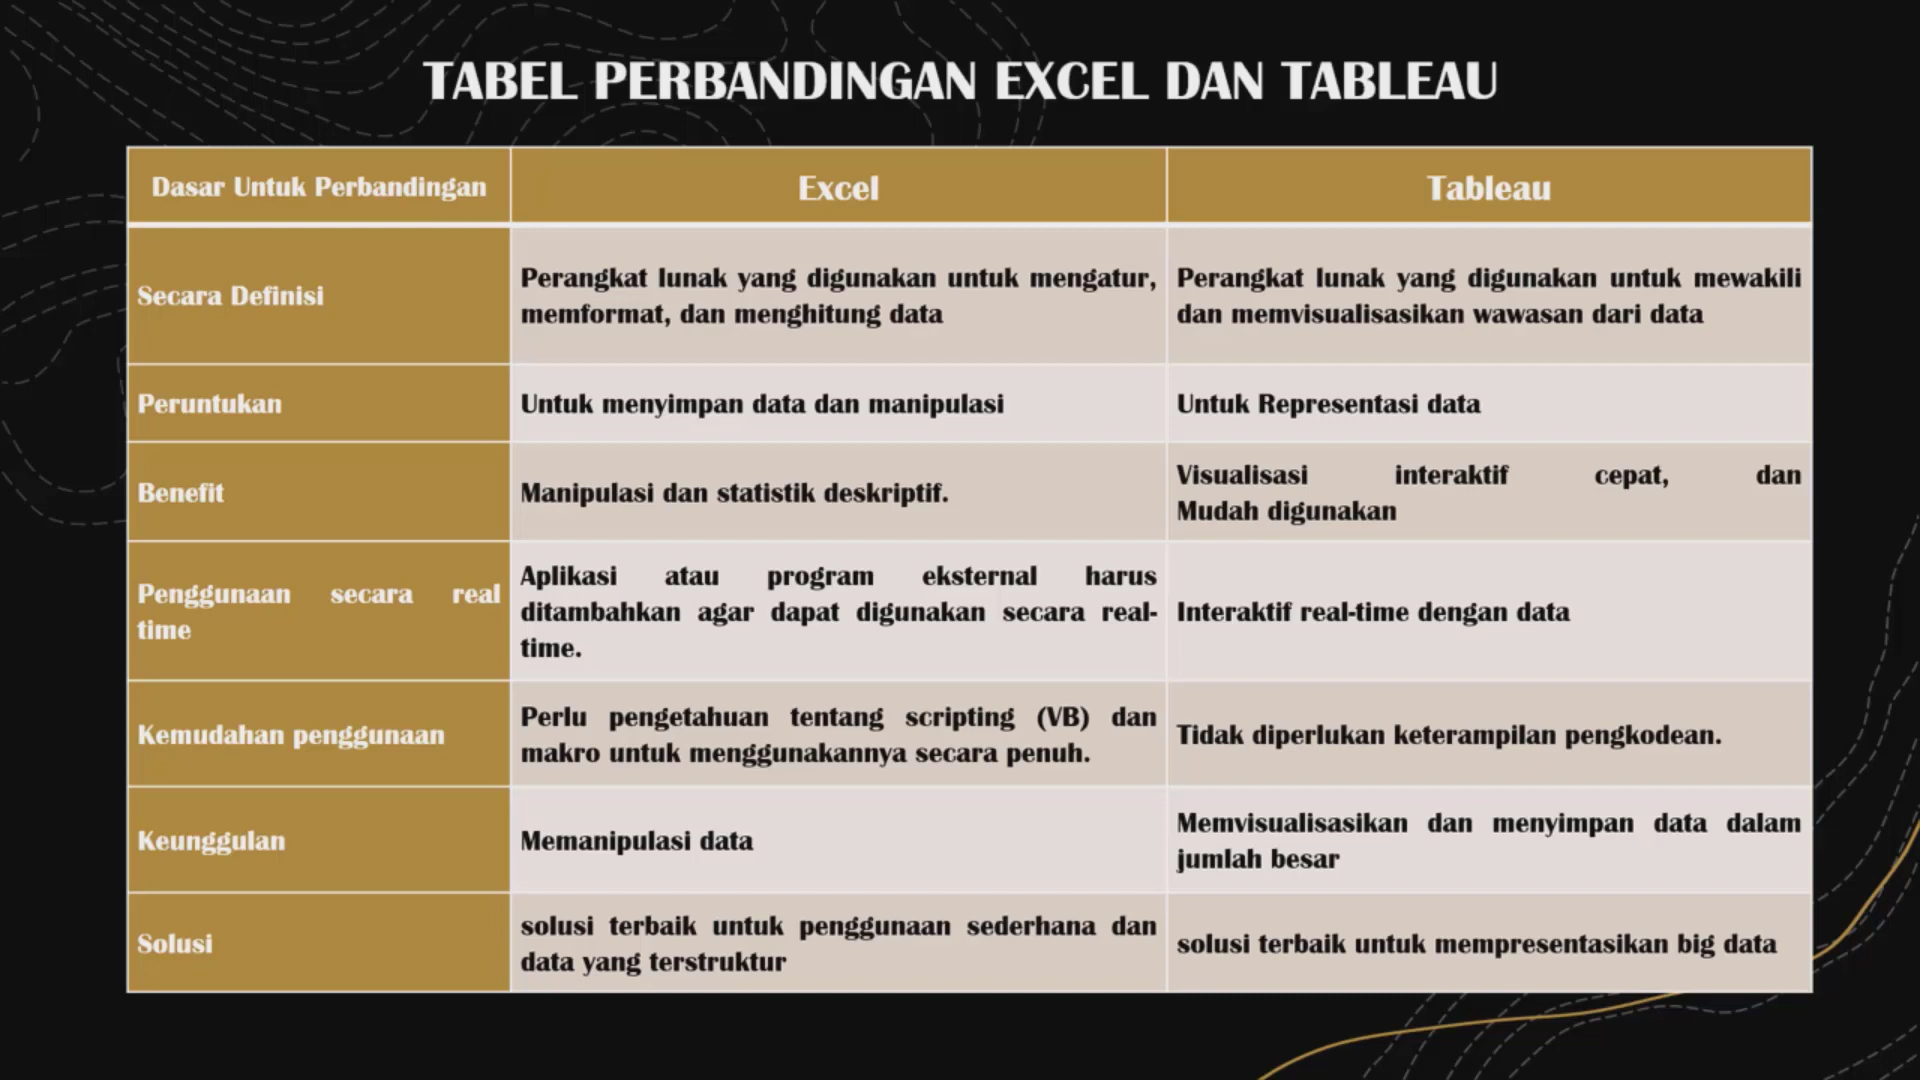 TABEL PERBANDINGAN EXCEL DAN TABLEAU
Dasar Untuk Perbandingan
Excel
Tableau
Secara Definisi
Perangkat lunak yang digunakan untuk mengatur,
memformat, dan menghitung data
Perangkat lunak yang digunakan untuk mewakili
dan memvisualisasikan wawasan dari data
Peruntukan
Untuk menyimpan data dan manipulasi
Untuk Representasi data
Benefit
Manipulasi dan statistik deskriptif.
Visualisasi interaktif cepat, dan
Mudah digunakan
Penggunaan secara real
time
Aplikasi atau program eksternal harus
ditambahkan agar dapat digunakan secara real-
time.
Interaktif real-time dengan data
Kemudahan penggunaan
Perlu pengetahuan tentang scripting (VB) dan
makro untuk menggunakannya secara penuh.
Tidak diperlukan keterampilan pengkodean.
Keunggulan
Memanipulasi data
Memvisualisasikan dan menyimpan data dalam
jumlah besar
Solusi
solusi terbaik untuk penggunaan sederhana dan
data yang terstruktur
solusi terbaik untuk mempresentasikan big data